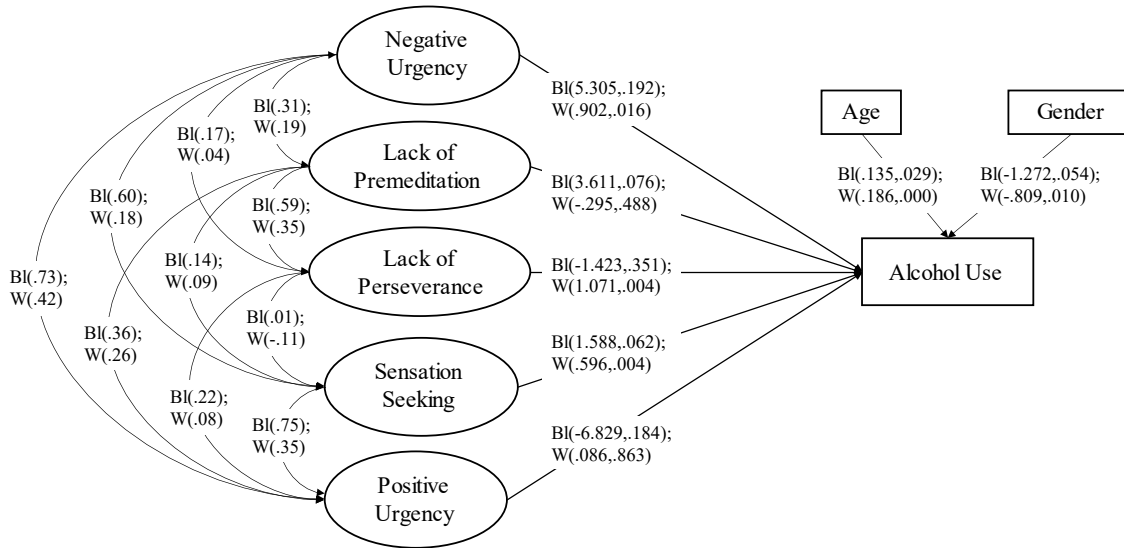 Negative
Urgency
Bl(5.305,.192);
W(.902,.016)
Age
Gender
Bl(.31);
W(.19)
Bl(.17);
W(.04)
Lack of
Premeditation
Bl(3.611,.076);
W(-.295,.488)
Bl(.135,.029);
W(.186,.000)
Bl(-1.272,.054);
W(-.809,.010)
Bl(.60);
W(.18)
Bl(.59);
W(.35)
Bl(.14);
W(.09)
Lack of
Perseverance
Bl(-1.423,.351);
W(1.071,.004)
Alcohol Use
Bl(.73);
W(.42)
Bl(.01);
W(-.11)
Bl(.36);
W(.26)
Bl(1.588,.062);
W(.596,.004)
Sensation
Seeking
Bl(.22);
W(.08)
Bl(.75);
W(.35)
Bl(-6.829,.184);
W(.086,.863)
Positive
Urgency